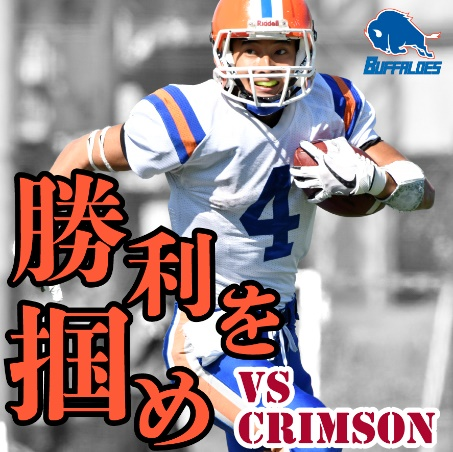 Riddell
BUFFALOES
4
勝利を
掴め
VS
CRIMSON